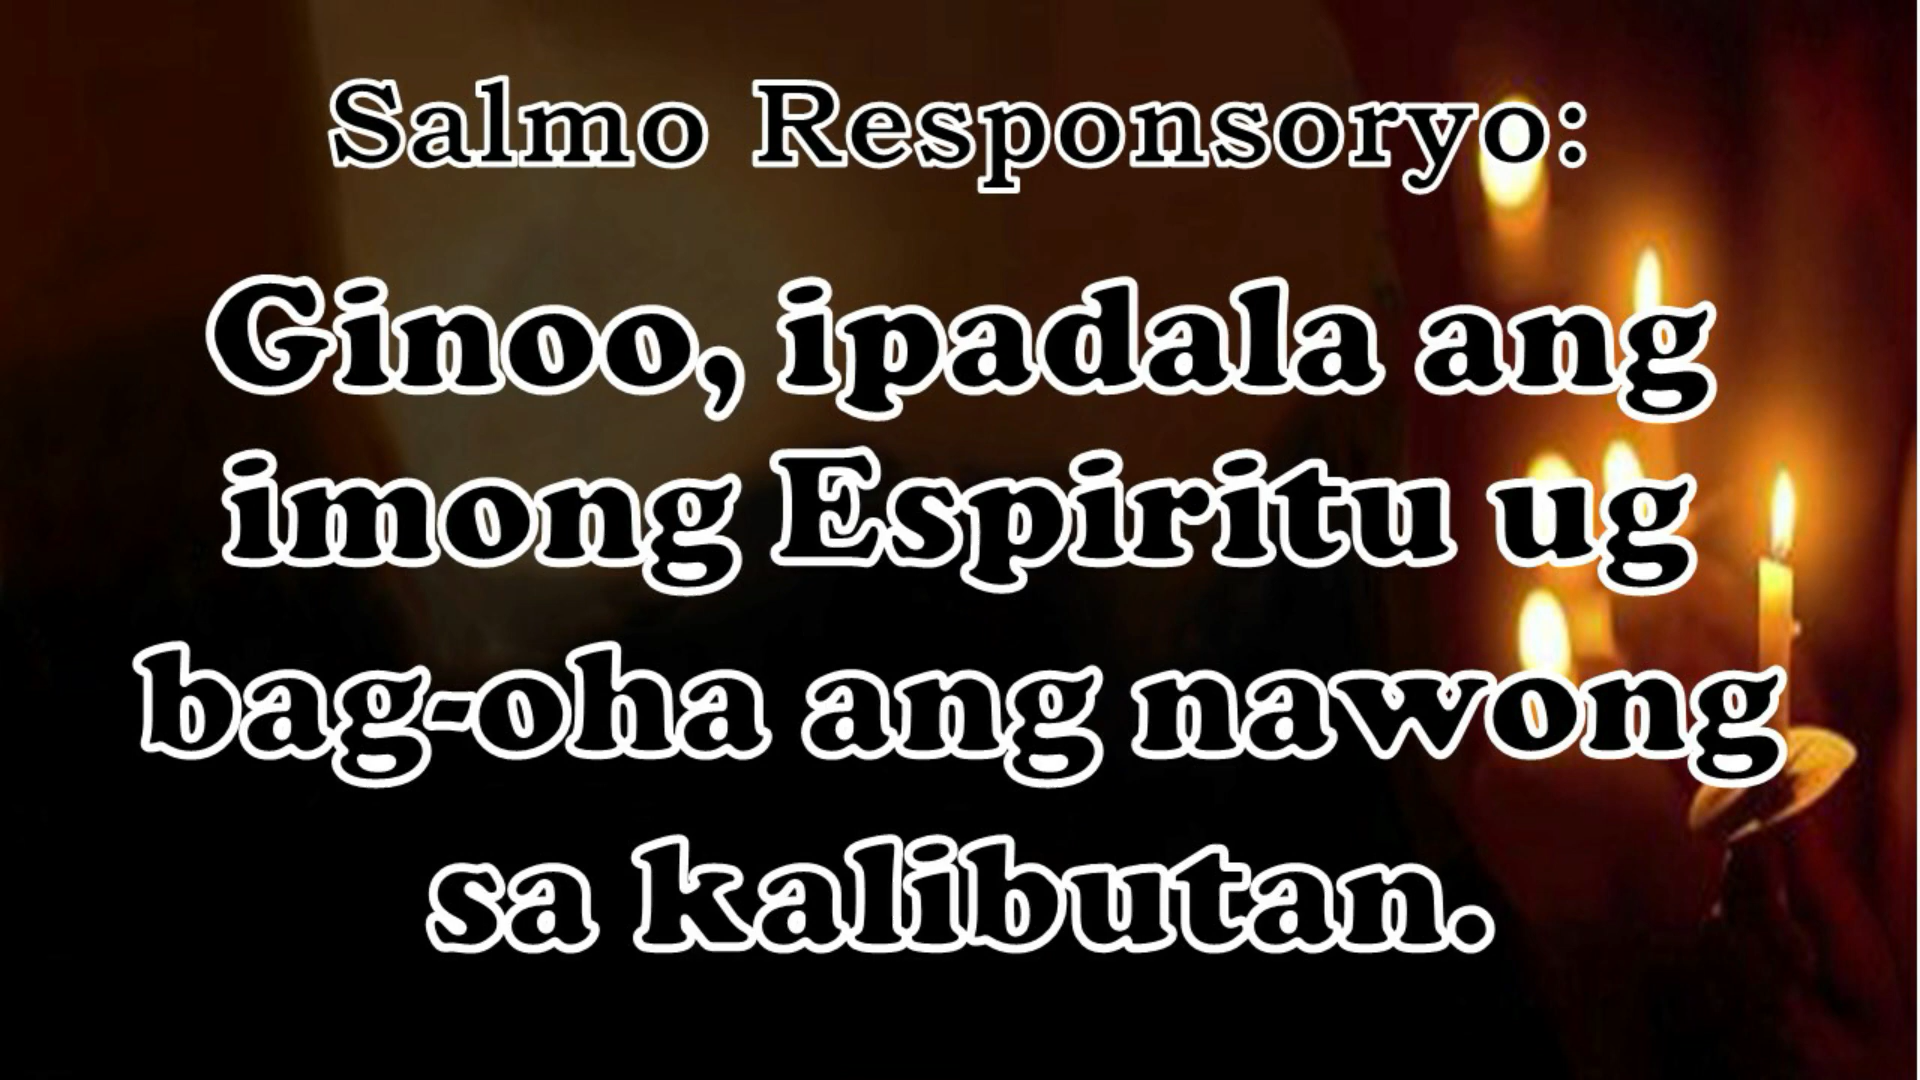 Salmo Responsoryo:
Ginoo, ipadala ang
imong Espiritu ug
bag-oha ang nawong
sa kalibutan.